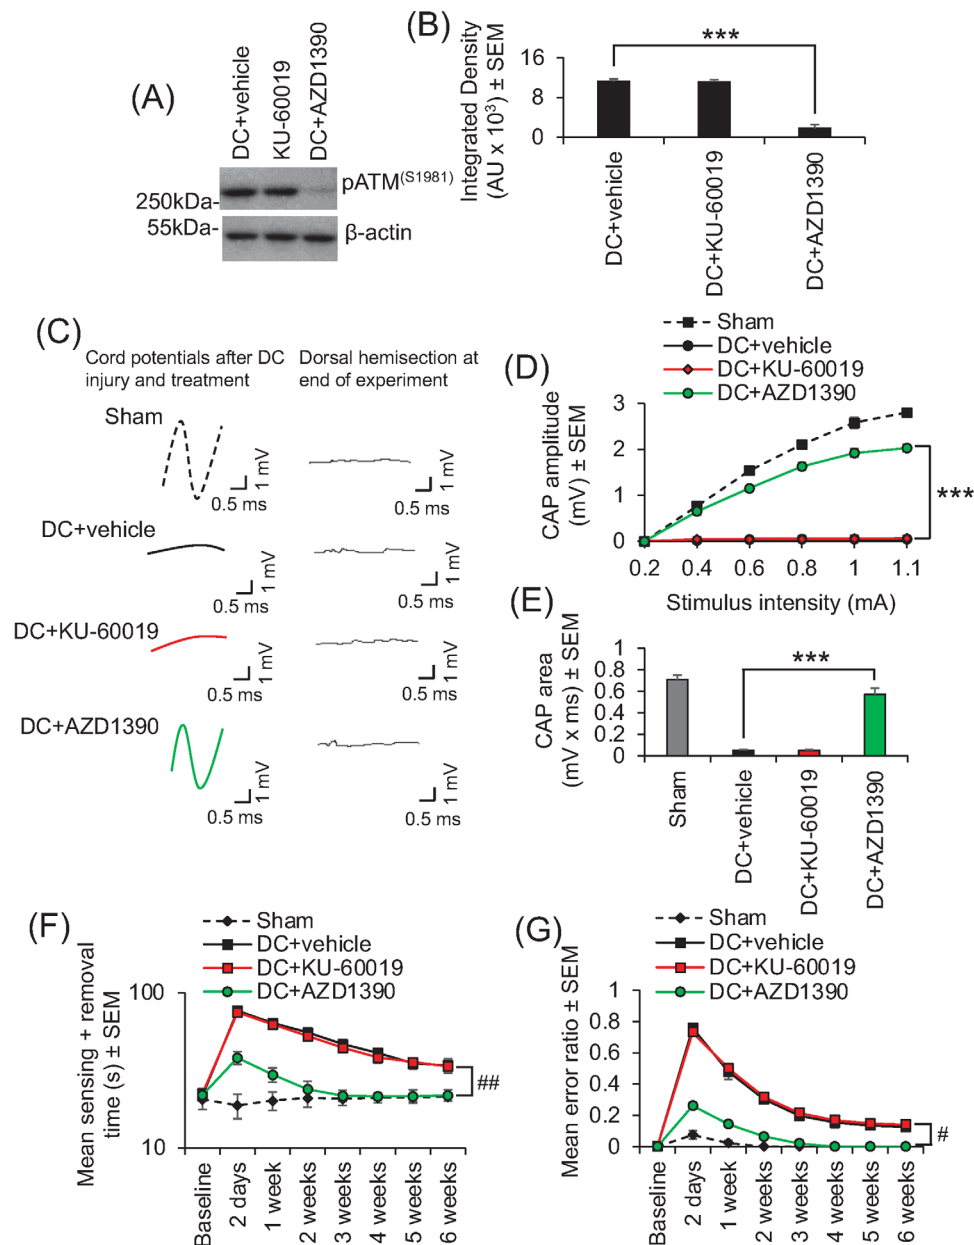 (A)
DC+vehicle
KU-60019
DC+AZD1390
pATM(S1981)
250kDa-
55kDa-
β-actin
(B)
Integrated Density
(AU x 10³) ± SEM
16
8
0
***
DC+vehicle
DC+KU-60019
DC+AZD1390
(C)
Cord potentials after DC
injury and treatment
Dorsal hemisection at
end of experiment
Sham
1 mV
0.5 ms
1 mV
0.5 ms
DC+vehicle
1 mV
0.5 ms
1 mV
0.5 ms
DC+KU-60019
1 mV
0.5 ms
1 mV
0.5 ms
DC+AZD1390
1 mV
0.5 ms
1 mV
0.5 ms
(D)
Sham
DC+vehicle
DC+KU-60019
DC+AZD1390
CAP amplitude
(mV) ± SEM
3
2
1
0
***
0.2 0.4 0.6 0.8 1 1.1
Stimulus intensity (mA)
(E)
CAP area
(mV x ms) ± SEM
1
0.8
0.6
0.4
0.2
0
***
Sham
DC+vehicle
DC+KU-60019
DC+AZD1390
(F)
Sham
DC+vehicle
DC+KU-60019
DC+AZD1390
Mean sensing + removal
time (s) ± SEM
100
10
##
Baseline
2 days
1 week
2 weeks
3 weeks
4 weeks
5 weeks
6 weeks
(G)
Sham
DC+vehicle
DC+KU-60019
DC+AZD1390
Mean error ratio ± SEM
1
0.8
0.6
0.4
0.2
0
#
Baseline
2 days
1 week
2 weeks
3 weeks
4 weeks
5 weeks
6 weeks